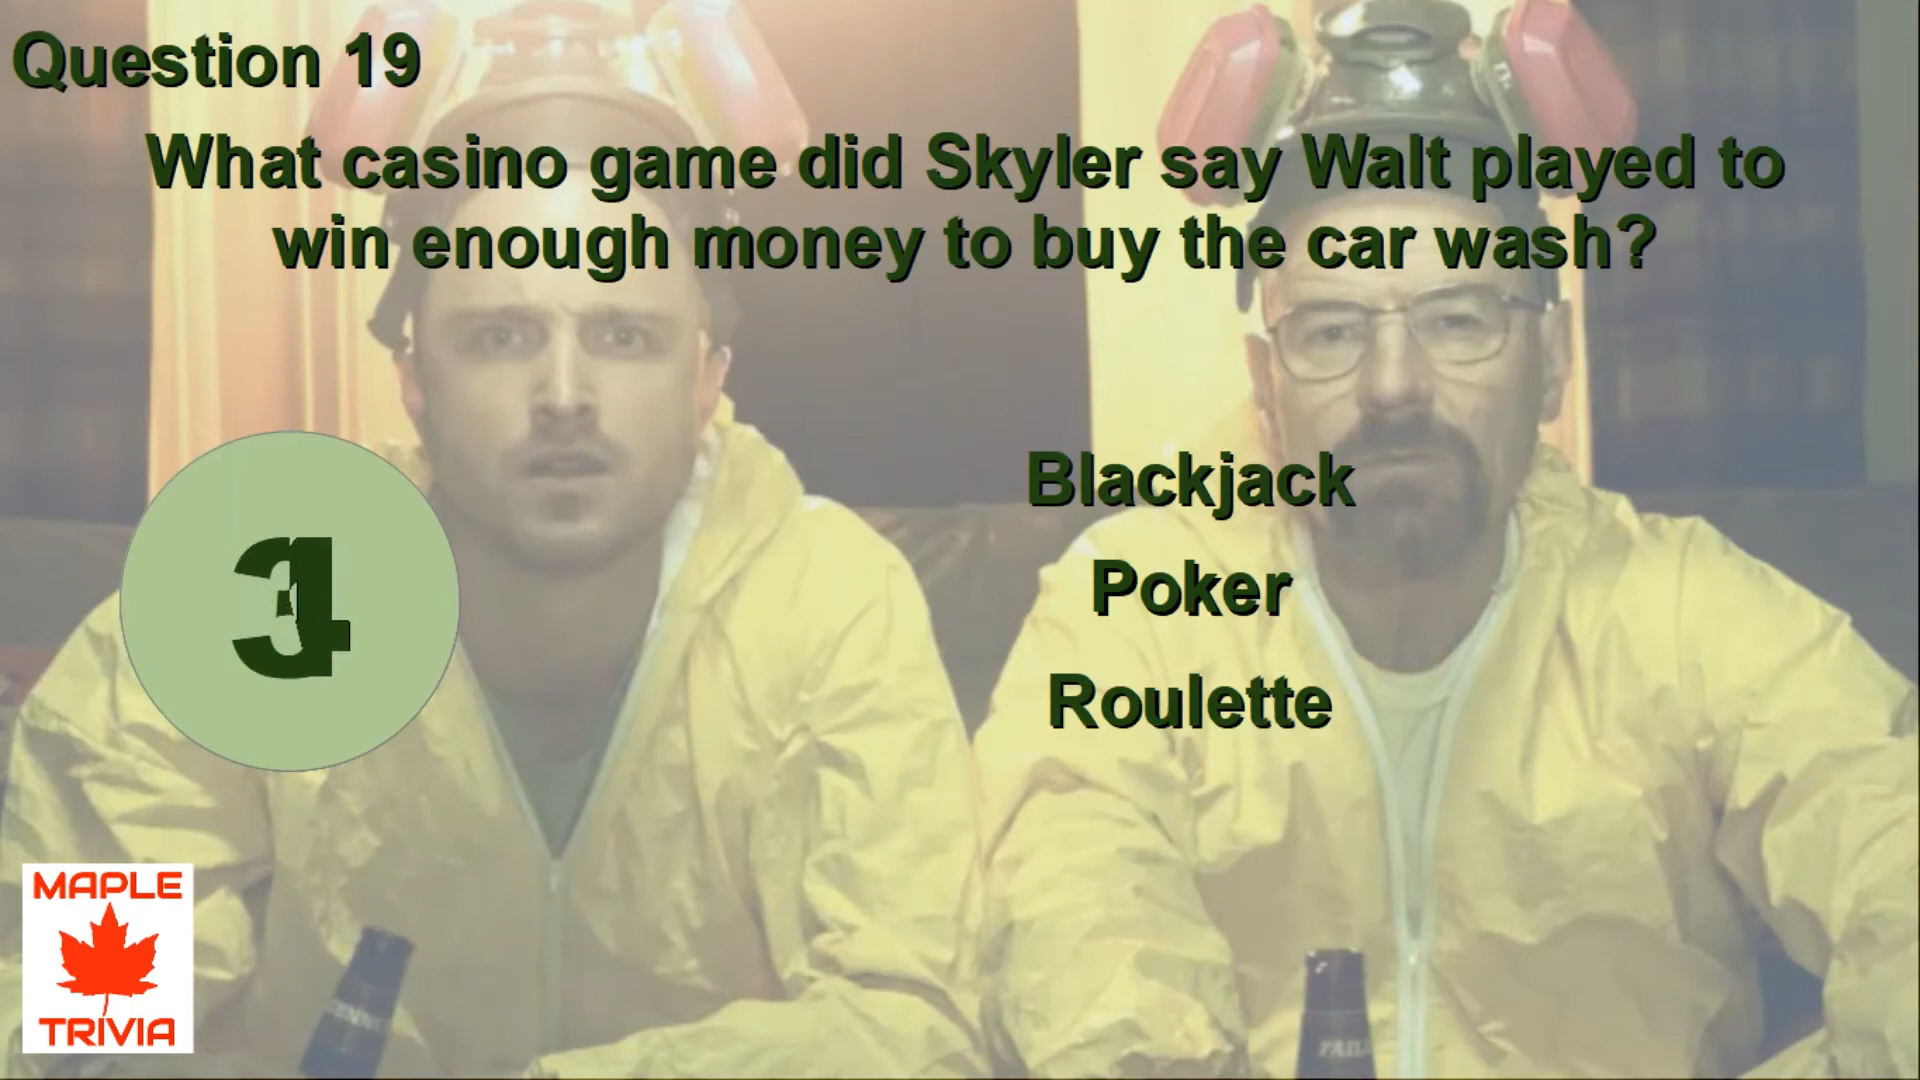 Question 19
What casino game did Skyler say Walt played to
win enough money to buy the car wash?
Blackjack
Poker
Roulette
MAPLE
TRIVIA